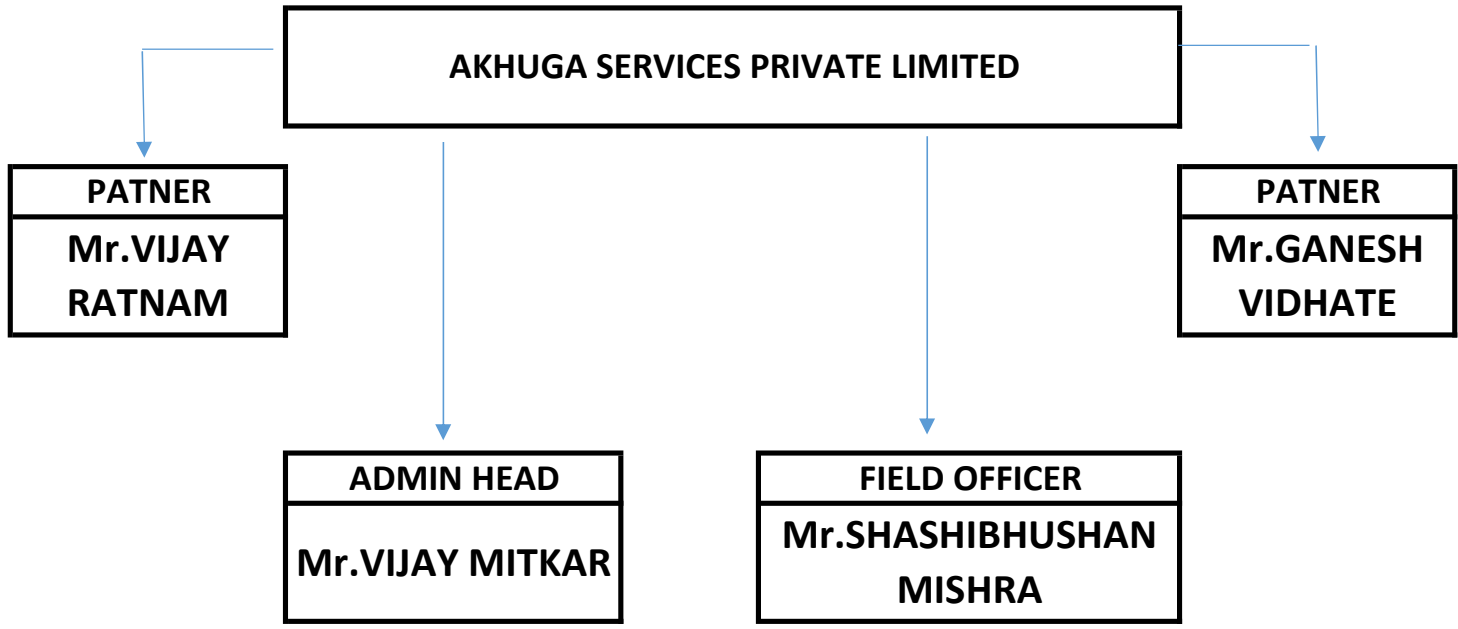 AKHUGA SERVICES PRIVATE LIMITED
PATNER
Mr.VIJAY
RATNAM
PATNER
Mr.GANESH
VIDHATE
ADMIN HEAD
Mr.VIJAY MITKAR
FIELD OFFICER
Mr.SHASHIBHUSHAN
MISHRA